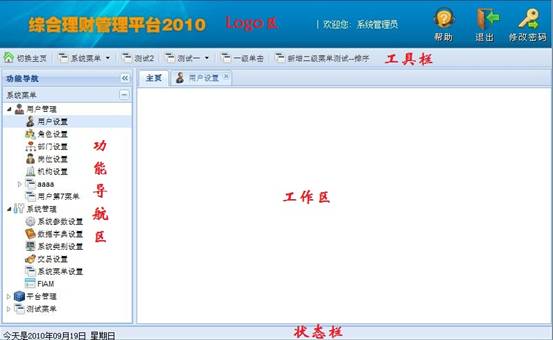 综合理财管理平台2010 Logo区 | 欢迎您: 系统管理员
帮助 退出 修改密码
切换主页 系统菜单 测试2 测试一 一级单击 新增二级菜单测试--排序 工具栏
功能导航 主页 用户设置
系统菜单
用户管理
用户设置
角色设置
部门设置
岗位设置
机构设置
aaaa
用户第7菜单
系统管理
系统参数设置
数据字典设置
系统类别设置
交易设置
系统菜单设置
FIAM
平台管理
测试菜单
功能导航区
工作区
今天是2010年09月19日 星期日 状态栏